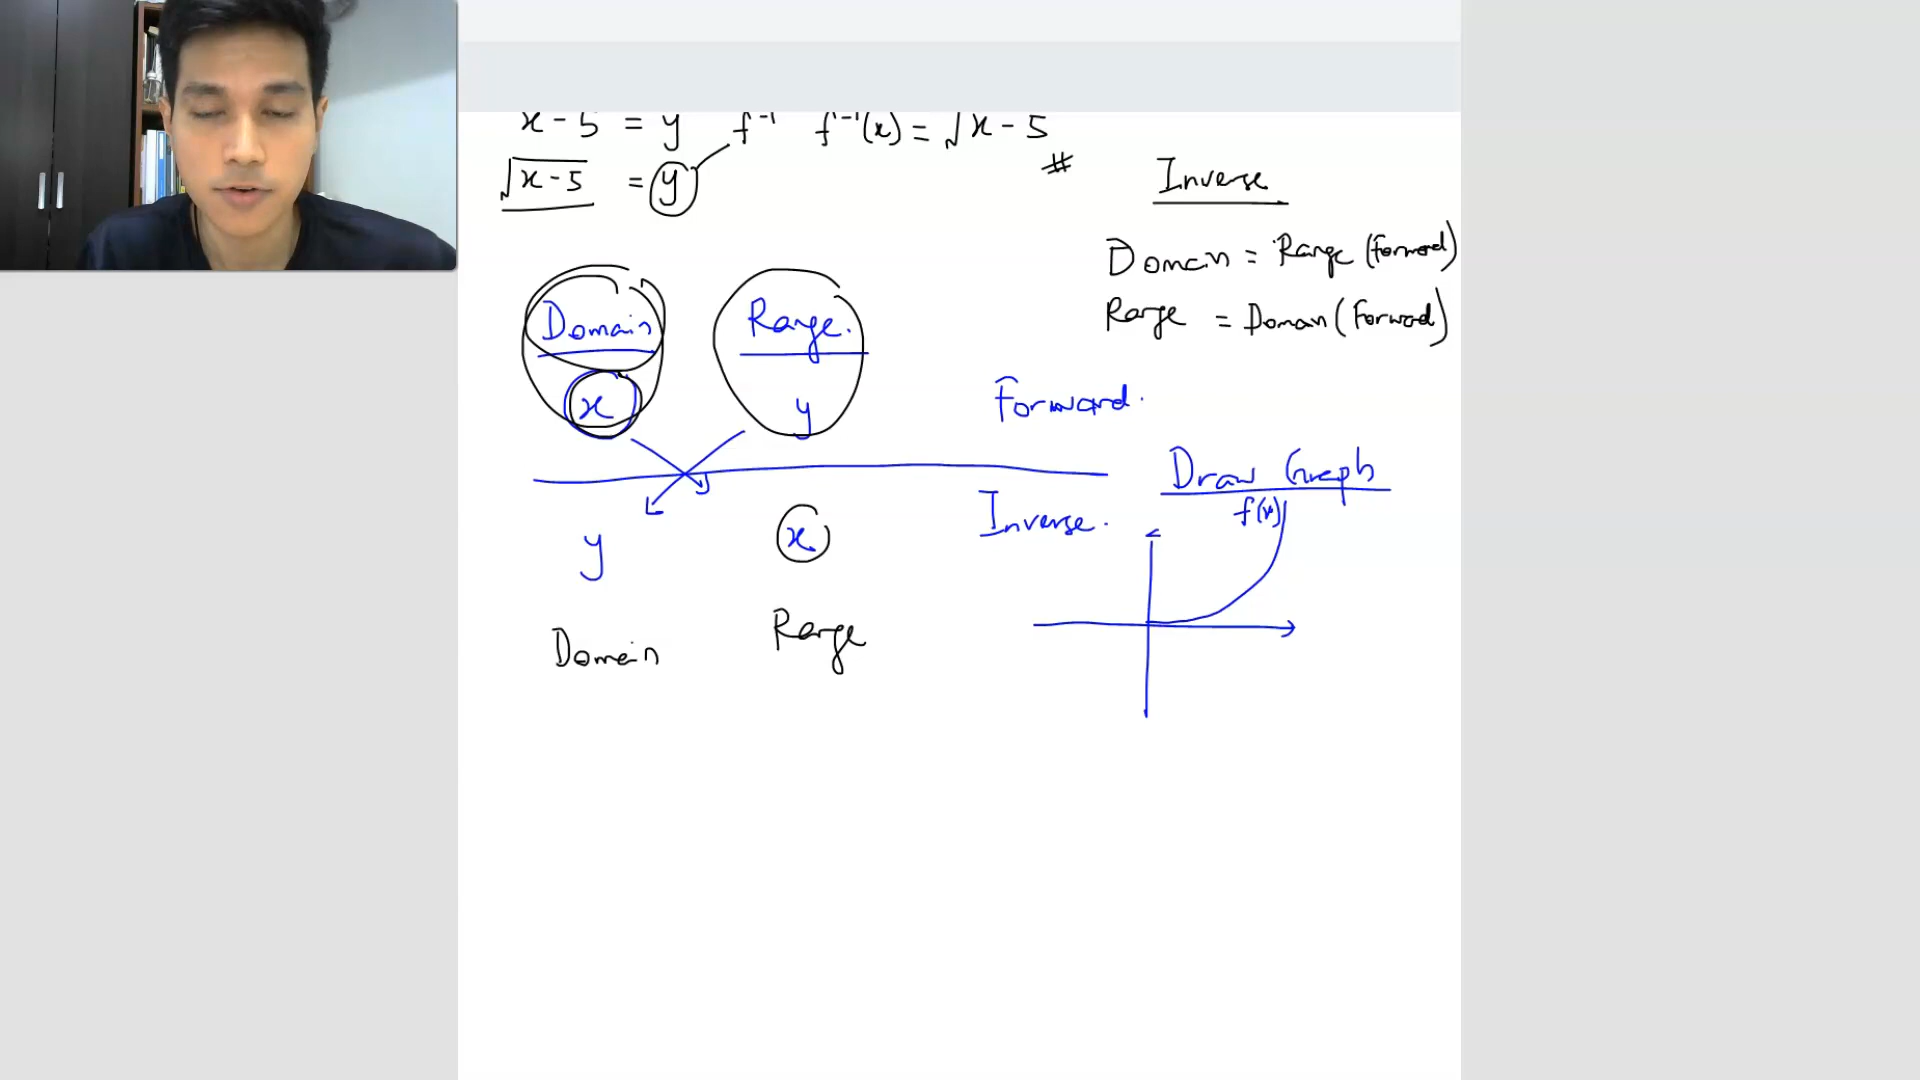 x - 5 = y f⁻¹ f⁻¹(x) = √x - 5
√x - 5 = y #
Inverse
Domain = Range (Forward)
Range = Doman (Forward)
Domain Range.
x y
Forward.
Draw Graph
f(x)
Inverse.
y x
Domain Range